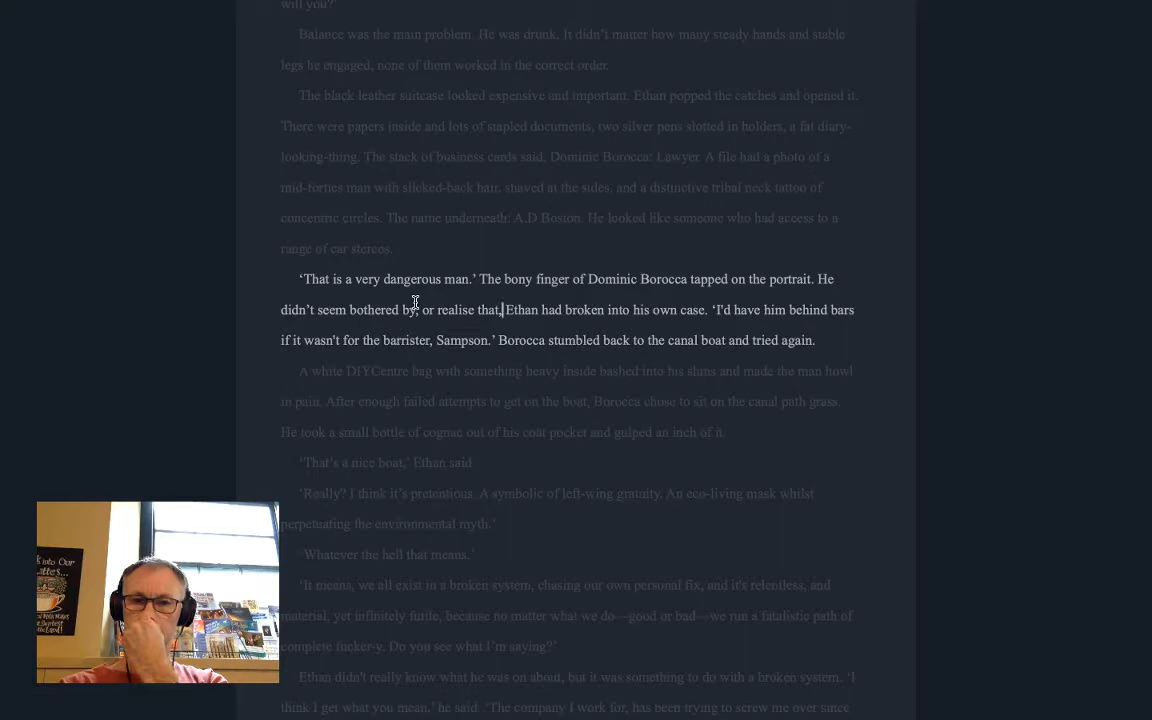 will you?'
Balance was the main problem. He was drunk. It didn't matter how many steady hands and stable
legs he engaged, none of them worked in the correct order.
The black leather suitcase looked expensive and important. Ethan popped the catches and opened it.
There were papers inside and lots of stapled documents, two silver pens slotted in holders, a fat diary-
looking-thing. The stack of business cards said, Dominic Borocca: Lawyer. A file had a photo of a
mid-forties man with slicked-back hair, shaved at the sides, and a distinctive tribal neck tattoo of
concentric circles. The name underneath: A.D Boston. He looked like someone who had access to a
range of car stereos.
‘That is a very dangerous man.’ The bony finger of Dominic Borocca tapped on the portrait. He
didn’t seem bothered by, or realise that, Ethan had broken into his own case. ‘I'd have him behind bars
if it wasn't for the barrister, Sampson.’ Borocca stumbled back to the canal boat and tried again.
A white DIYCentre bag with something heavy inside bashed into his shins and made the man howl
in pain. After enough failed attempts to get on the boat, Borocca chose to sit on the canal path grass.
He took a small bottle of cognac out of his coat pocket and gulped an inch of it.
‘That’s a nice boat,’ Ethan said.
‘Really? I think it’s pretentious. A symbolic of left-wing gratuity. An eco-living mask whilst
perpetuating the environmental myth.’
‘Whatever the hell that means.’
‘It means, we all exist in a broken system, chasing our own personal fix, and it's relentless, and
material, yet infinitely finite, because no matter what we do—good or bad—we run a fatalistic path of
complete fucker-y. Do you see what I’m saying?’
Ethan didn't really know what he was on about, but it was something to do with a broken system. ‘I
think I get what you mean,’ he said. ‘The company I work for, has been trying to screw me over since
into Our